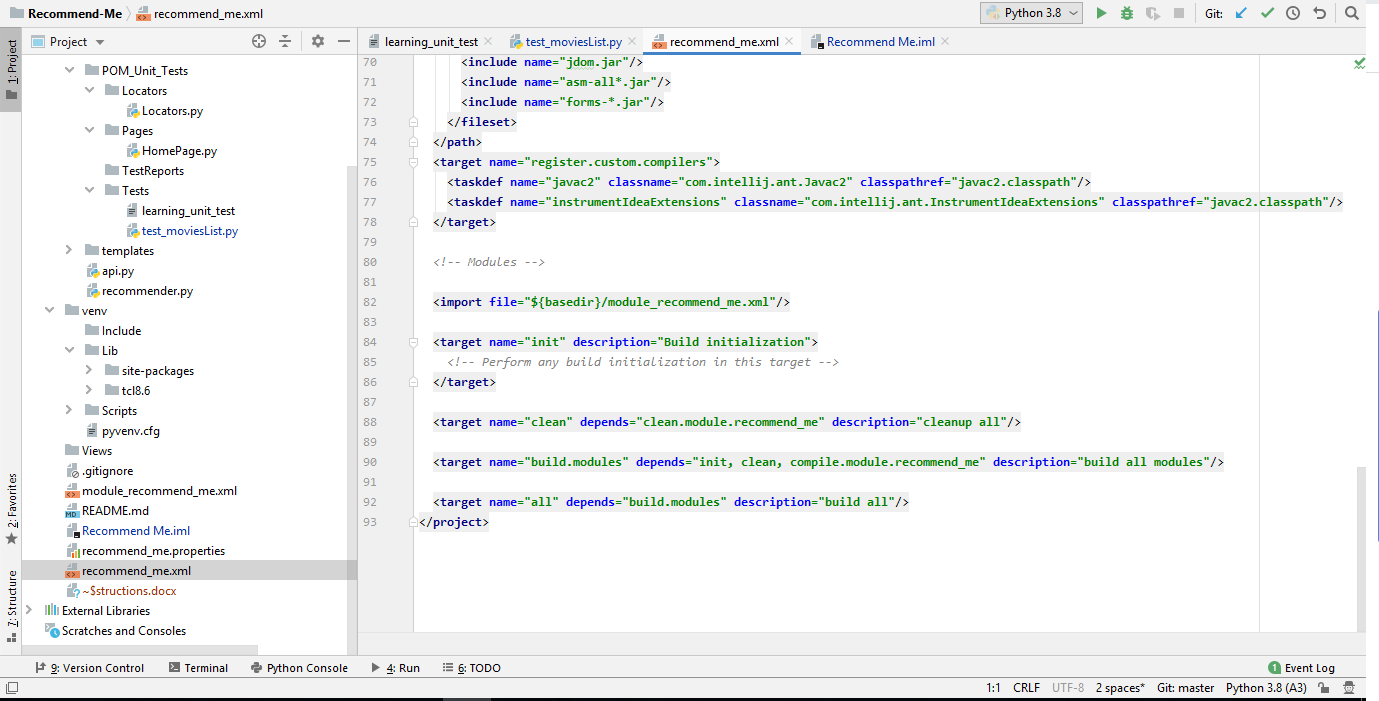 Recommend-Me recommend_me.xml Python 3.8 Git:
1: Project
Project
learning_unit_test test_moviesList.py recommend_me.xml Recommend Me.iml
POM_Unit_Tests
Locators
Locators.py
Pages
HomePage.py
TestReports
Tests
learning_unit_test
test_moviesList.py
templates
api.py
recommender.py
venv
Include
Lib
site-packages
tcl8.6
Scripts
pyvenv.cfg
Views
.gitignore
module_recommend_me.xml
README.md
Recommend Me.iml
recommend_me.properties
recommend_me.xml
~$structions.docx
External Libraries
Scratches and Consoles
2: Favorites
7: Structure
70 <include name="jdom.jar"/>
71 <include name="asm-all*.jar"/>
72 <include name="forms-*.jar"/>
73 </fileset>
74 </path>
75 <target name="register.custom.compilers">
76 <taskdef name="javac2" classname="com.intellij.ant.Javac2" classpathref="javac2.classpath"/>
77 <taskdef name="instrumentIdeaExtensions" classname="com.intellij.ant.InstrumentIdeaExtensions" classpathref="javac2.classpath"/>
78 </target>
79
80 <!-- Modules -->
81
82 <import file="${basedir}/module_recommend_me.xml"/>
83
84 <target name="init" description="Build initialization">
85 <!-- Perform any build initialization in this target -->
86 </target>
87
88 <target name="clean" depends="clean.module.recommend_me" description="cleanup all"/>
89
90 <target name="build.modules" depends="init, clean, compile.module.recommend_me" description="build all modules"/>
91
92 <target name="all" depends="build.modules" description="build all"/>
93 </project>
9: Version Control Terminal Python Console 4: Run 6: TODO 1 Event Log
1:1 CRLF UTF-8 2 spaces* Git: master Python 3.8 (A3)